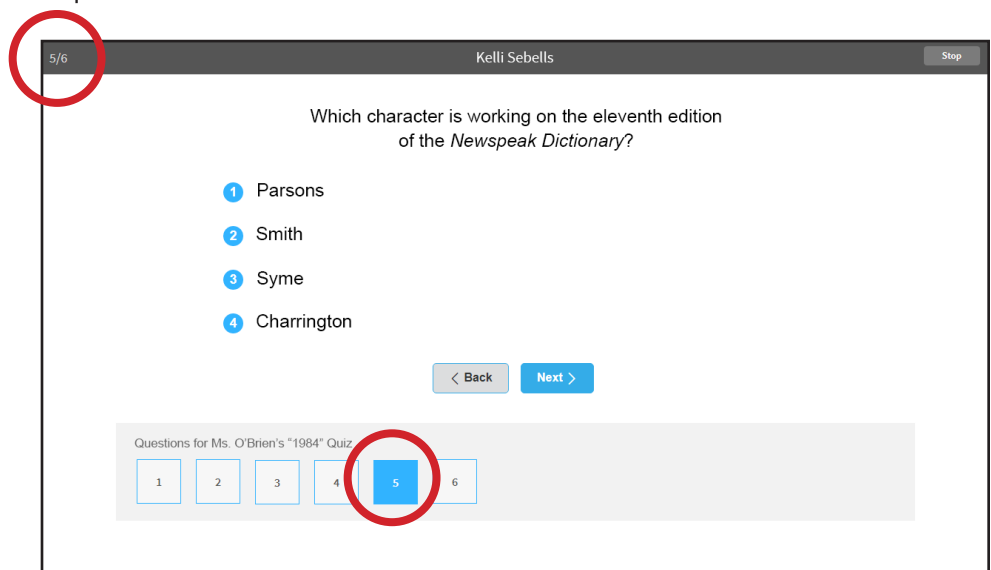 5/6
Kelli Sebells
Stop
Which character is working on the eleventh edition
of the Newspeak Dictionary?
1 Parsons
2 Smith
3 Syme
4 Charrington
< Back
Next >
Questions for Ms. O'Brien's "1984" Quiz
1 2 3 4 5 6